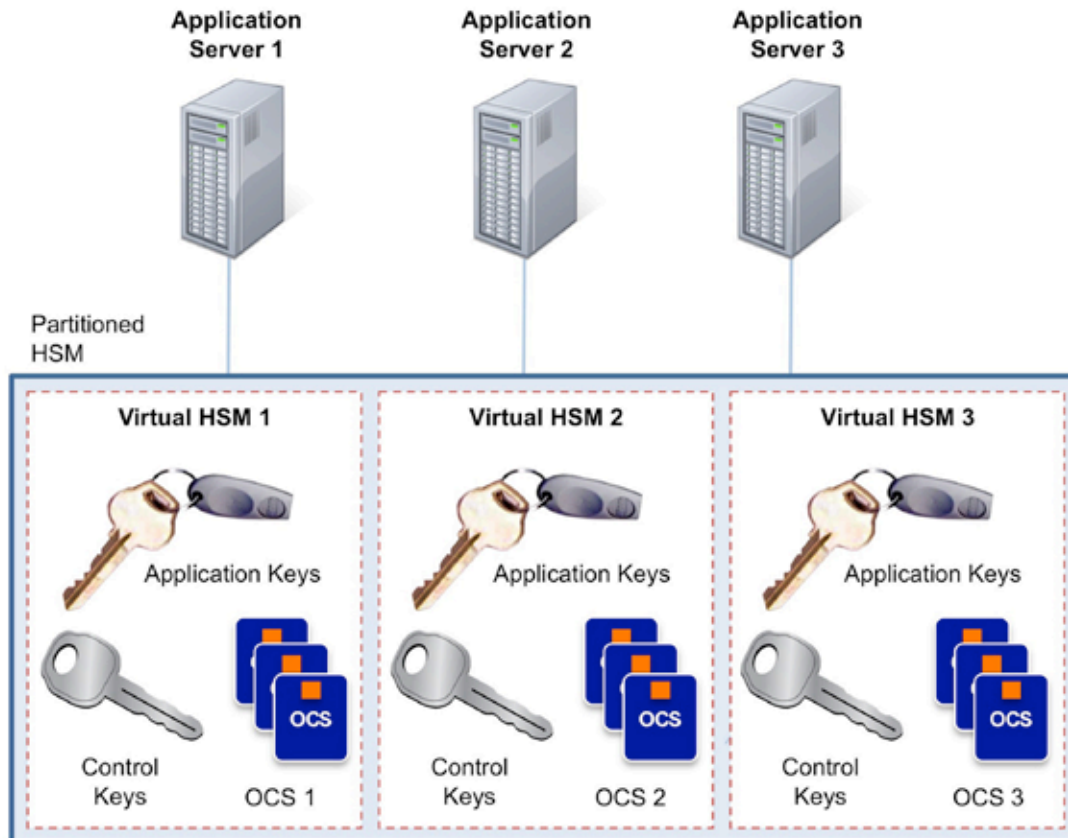 Application
Server 1
Application
Server 2
Application
Server 3
Partitioned
HSM
Virtual HSM 1
Virtual HSM 2
Virtual HSM 3
Application Keys
Application Keys
Application Keys
OCS
OCS
OCS
Control
Keys
OCS 1
Control
Keys
OCS 2
Control
Keys
OCS 3